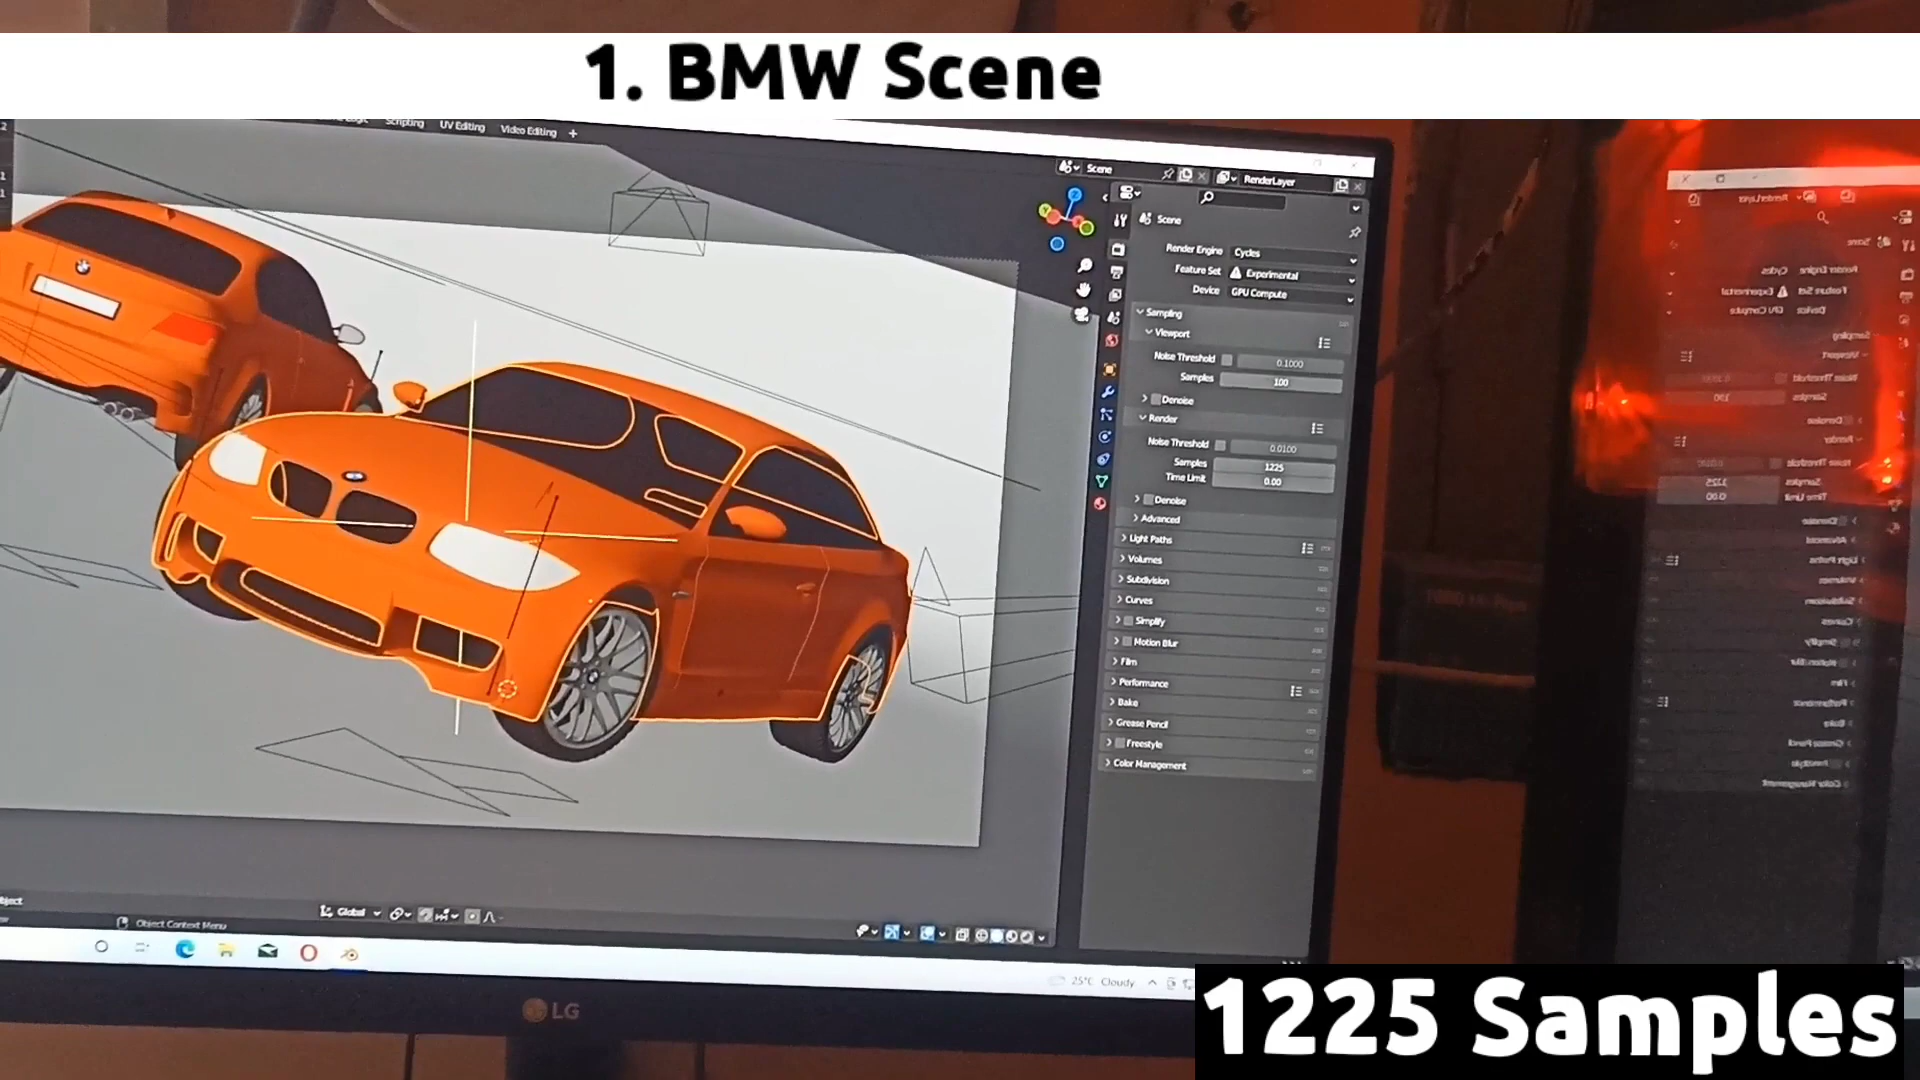 1. BMW Scene
Scripting UV Editing Video Editing +
Scene
RenderLayer
Scene
Render Engine Cycles
Feature Set Experimental
Device GPU Compute
Sampling
Viewport
Noise Threshold 0.1000
Samples 100
Denoise
Render
Noise Threshold 0.0100
Samples 1225
Time Limit 0.00
Denoise
Advanced
Light Paths
Volumes
Subdivision
Curves
Simplify
Motion Blur
Film
Performance
Bake
Grease Pencil
Freestyle
Color Management
Global
Object Context Menu
25°C Cloudy
LG
1225 Samples